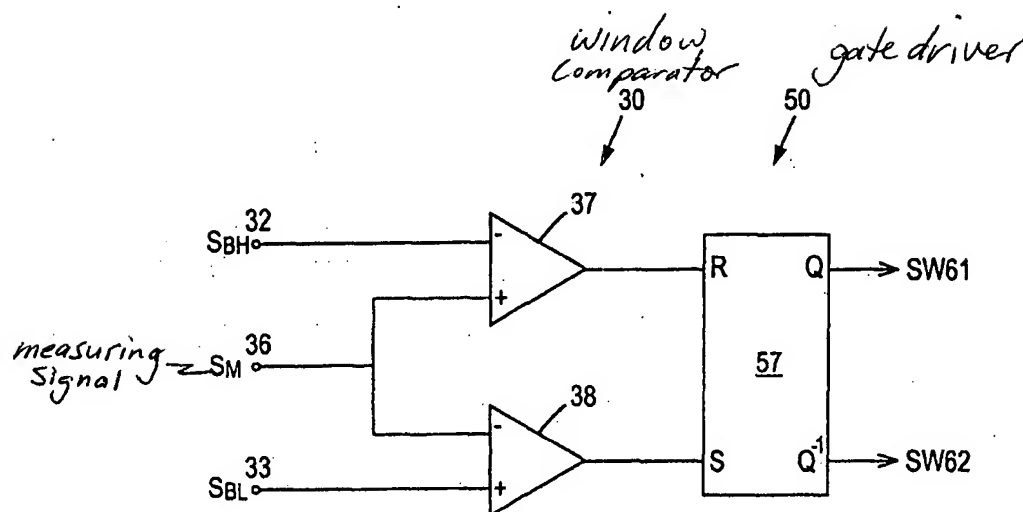 window comparator
gate driver
30
50
37
32
SBH
-
R
Q
SW61
+
measuring signal
36
SM
57
38
-
33
SBL
+
S
Q-1
SW62